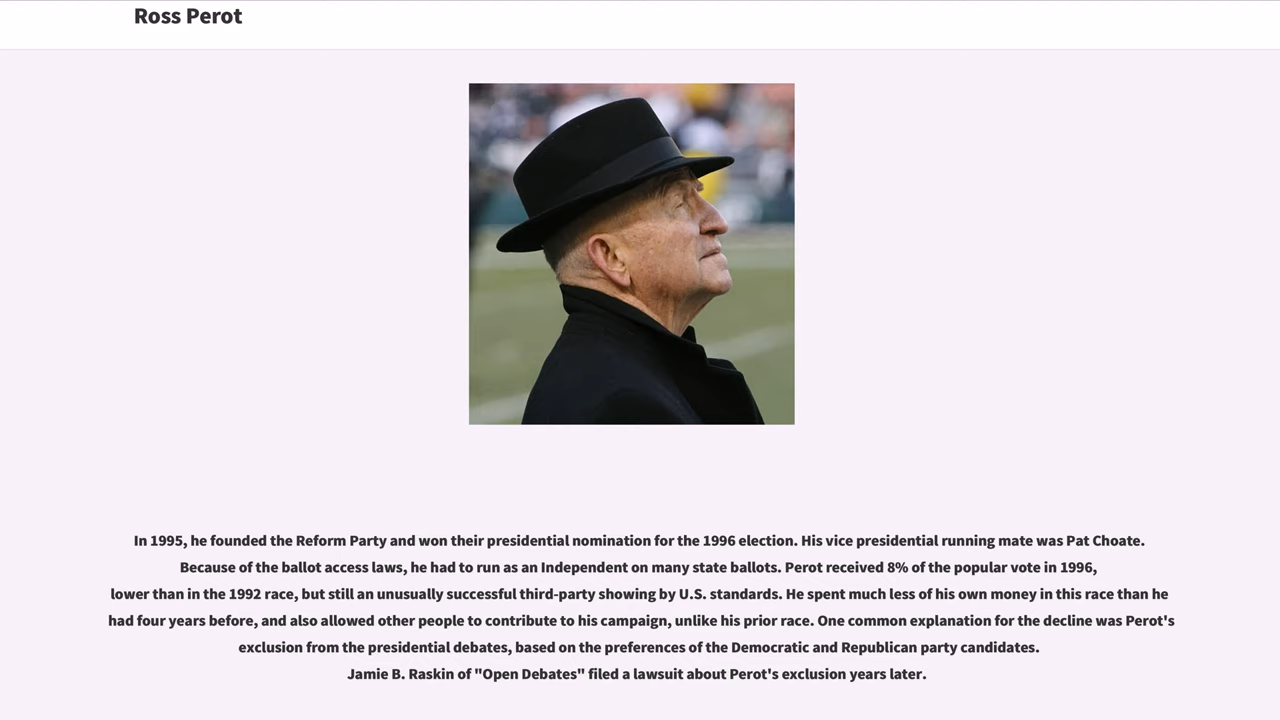 Ross Perot
In 1995, he founded the Reform Party and won their presidential nomination for the 1996 election. His vice presidential running mate was Pat Choate.
Because of the ballot access laws, he had to run as an Independent on many state ballots. Perot received 8% of the popular vote in 1996,
lower than in the 1992 race, but still an unusually successful third-party showing by U.S. standards. He spent much less of his own money in this race than he
had four years before, and also allowed other people to contribute to his campaign, unlike his prior race. One common explanation for the decline was Perot's
exclusion from the presidential debates, based on the preferences of the Democratic and Republican party candidates.
Jamie B. Raskin of "Open Debates" filed a lawsuit about Perot's exclusion years later.